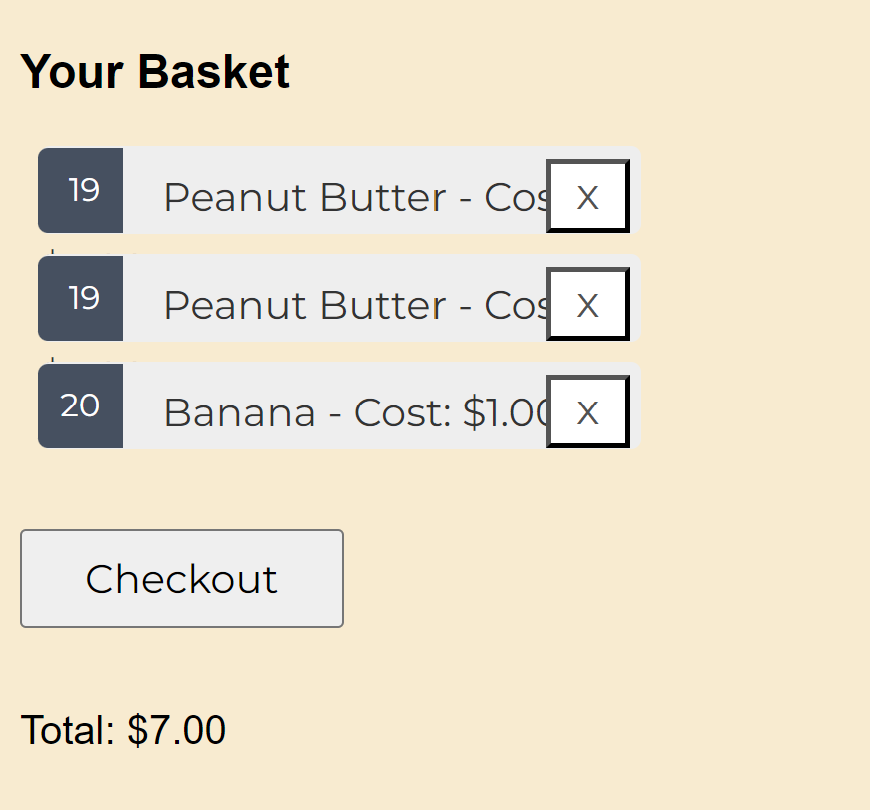 Your Basket
19 Peanut Butter - Cos X
19 Peanut Butter - Cos X
20 Banana - Cost: $1.00 X
Checkout
Total: $7.00